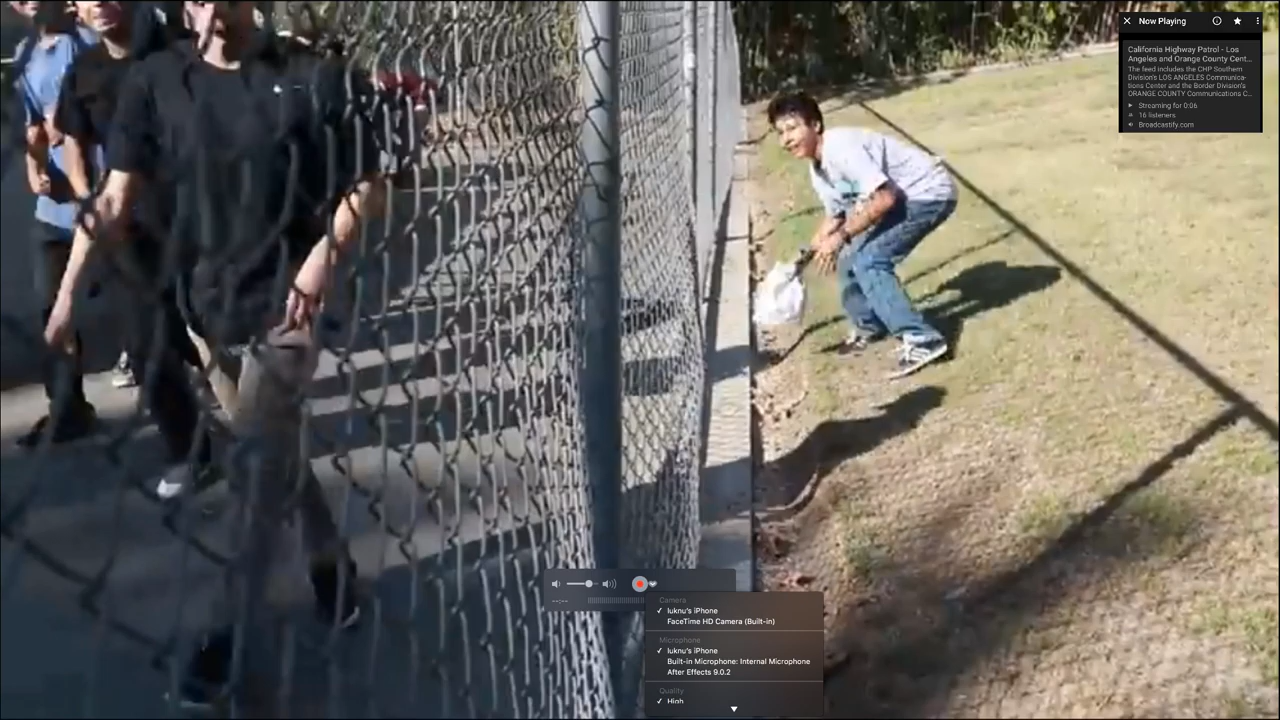 Now Playing
California Highway Patrol - Los
Angeles and Orange County Cent...
The feed includes the CHP Southern
Division's LOS ANGELES Communica-
tions Center and the Border Division's
ORANGE COUNTY Communications C...
Streaming for 0:06
16 listeners
Broadcastify.com
--:--
Camera
✓ luknu's iPhone
FaceTime HD Camera (Built-in)
Microphone
✓ luknu's iPhone
Built-in Microphone: Internal Microphone
After Effects 9.0.2
Quality
✓ High